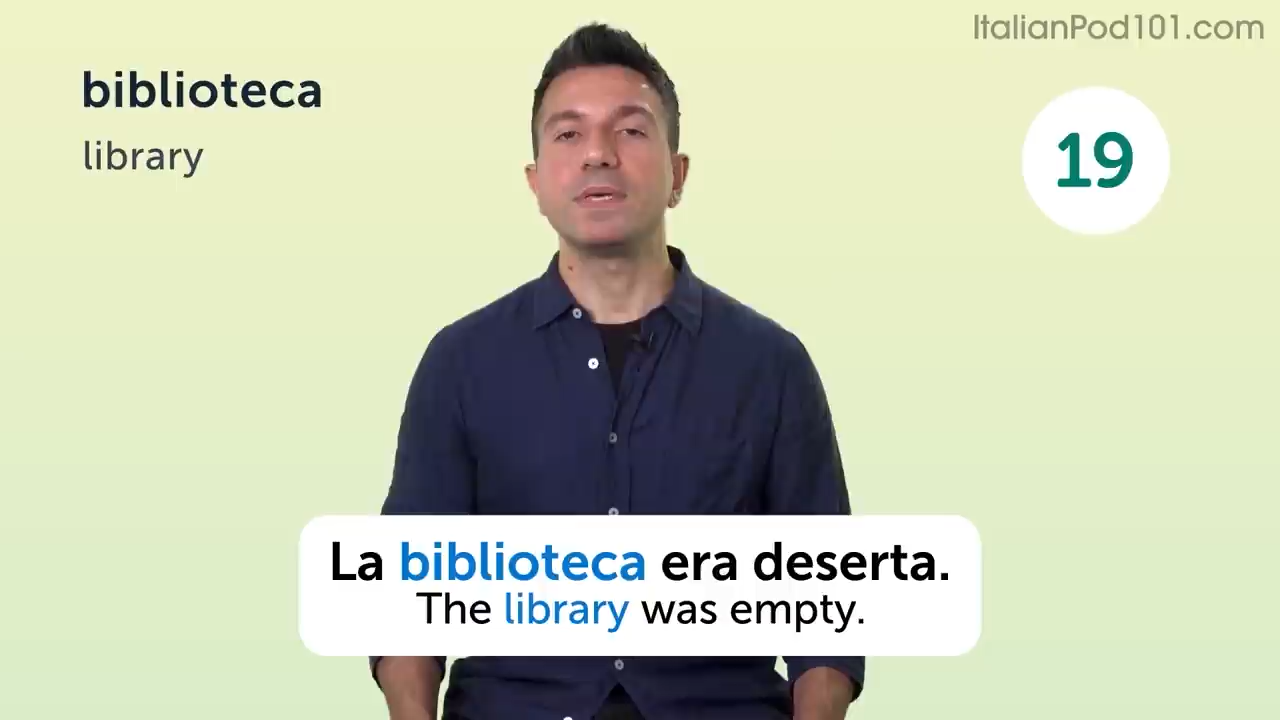 ItalianPod101.com
biblioteca
library
19
La biblioteca era deserta.
The library was empty.